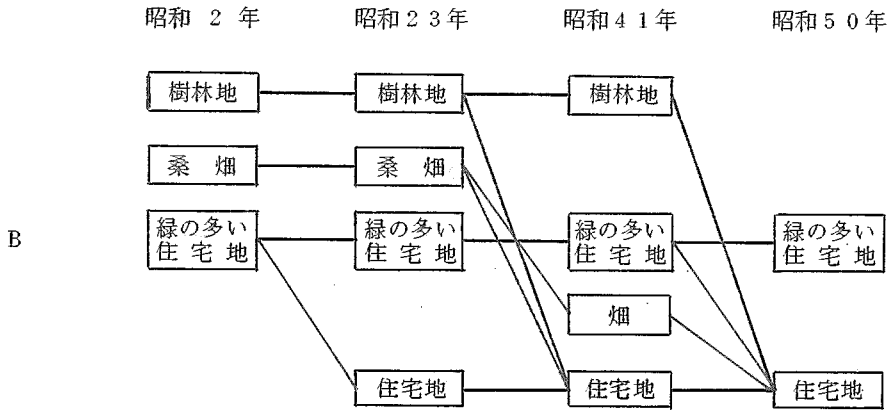 昭和 2 年 昭和23年 昭和41年 昭和50年
樹林地 樹林地 樹林地
桑 畑 桑 畑
B
緑の多い 緑の多い 緑の多い 緑の多い
住 宅 地 住 宅 地 住 宅 地 住 宅 地
畑
住宅地 住宅地 住宅地